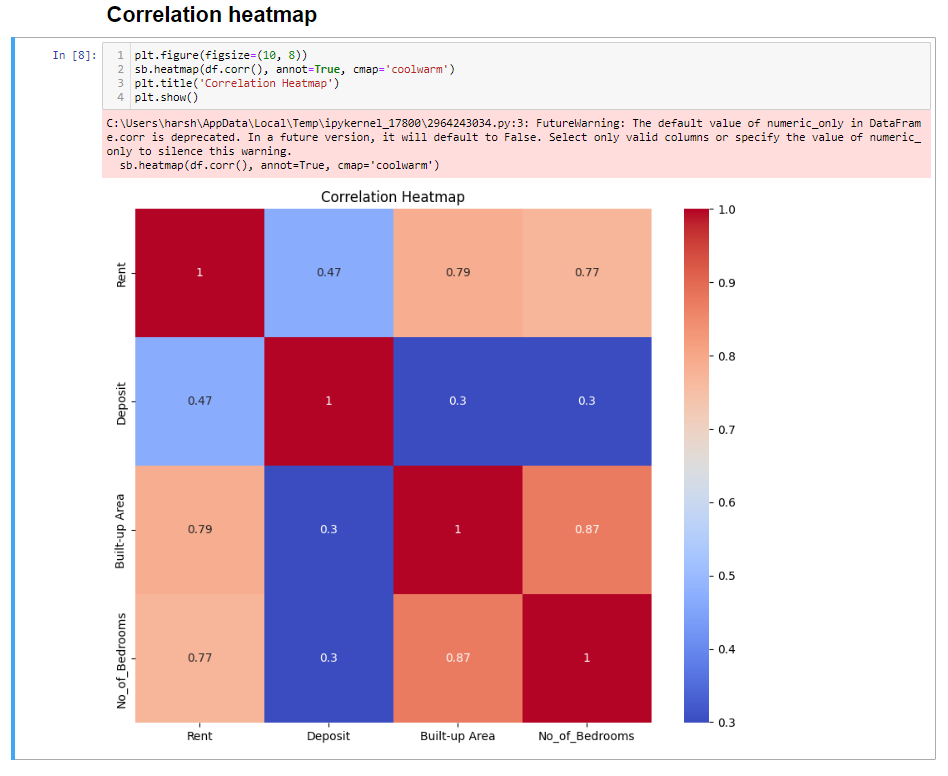 Correlation heatmap
In [8]:
1 plt.figure(figsize=(10, 8))
2 sb.heatmap(df.corr(), annot=True, cmap='coolwarm')
3 plt.title('Correlation Heatmap')
4 plt.show()
C:\Users\harsh\AppData\Local\Temp\ipykernel_17800\2964243034.py:3: FutureWarning: The default value of numeric_only in DataFram
e.corr is deprecated. In a future version, it will default to False. Select only valid columns or specify the value of numeric_
only to silence this warning.
sb.heatmap(df.corr(), annot=True, cmap='coolwarm')
Correlation Heatmap
Rent
1 0.47 0.79 0.77
Deposit
0.47 1 0.3 0.3
Built-up Area
0.79 0.3 1 0.87
No_of_Bedrooms
0.77 0.3 0.87 1
Rent Deposit Built-up Area No_of_Bedrooms
1.0
0.9
0.8
0.7
0.6
0.5
0.4
0.3